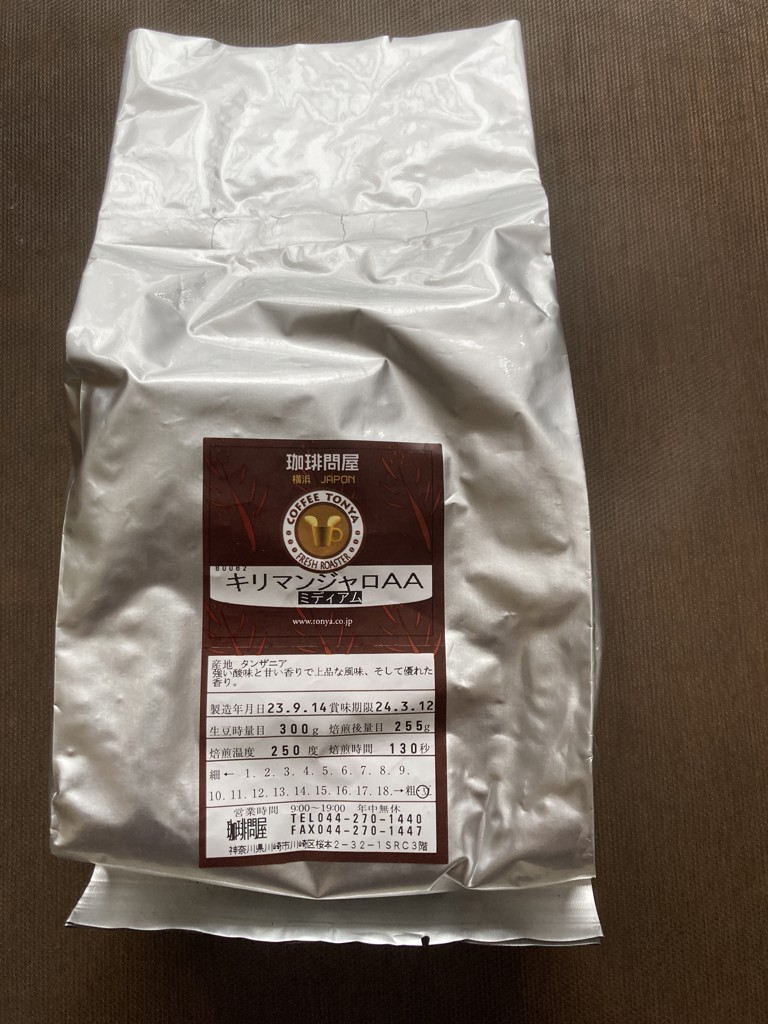 珈琲問屋
横浜 JAPON
COFFEE TONYA
FRESH ROASTER
キリマンジャロAA
ミディアム
www.tonya.co.jp
産地 タンザニア
強い酸味と甘い香りで上品な風味、そして優れた
香り。
製造年月日23.9.14賞味期限24.3.12
生豆時量目 300g 焙煎後量目 255g
焙煎温度 250度 焙煎時間 130秒
細← 1. 2. 3. 4. 5. 6. 7. 8. 9.
10. 11. 12. 13. 14. 15. 16. 17. 18.→粗
営業時間 9:00〜19:00 年中無休
珈琲問屋 TEL044-270-1440
FAX044-270-1447
神奈川県川崎市川崎区桜本2-32-1SRC3階